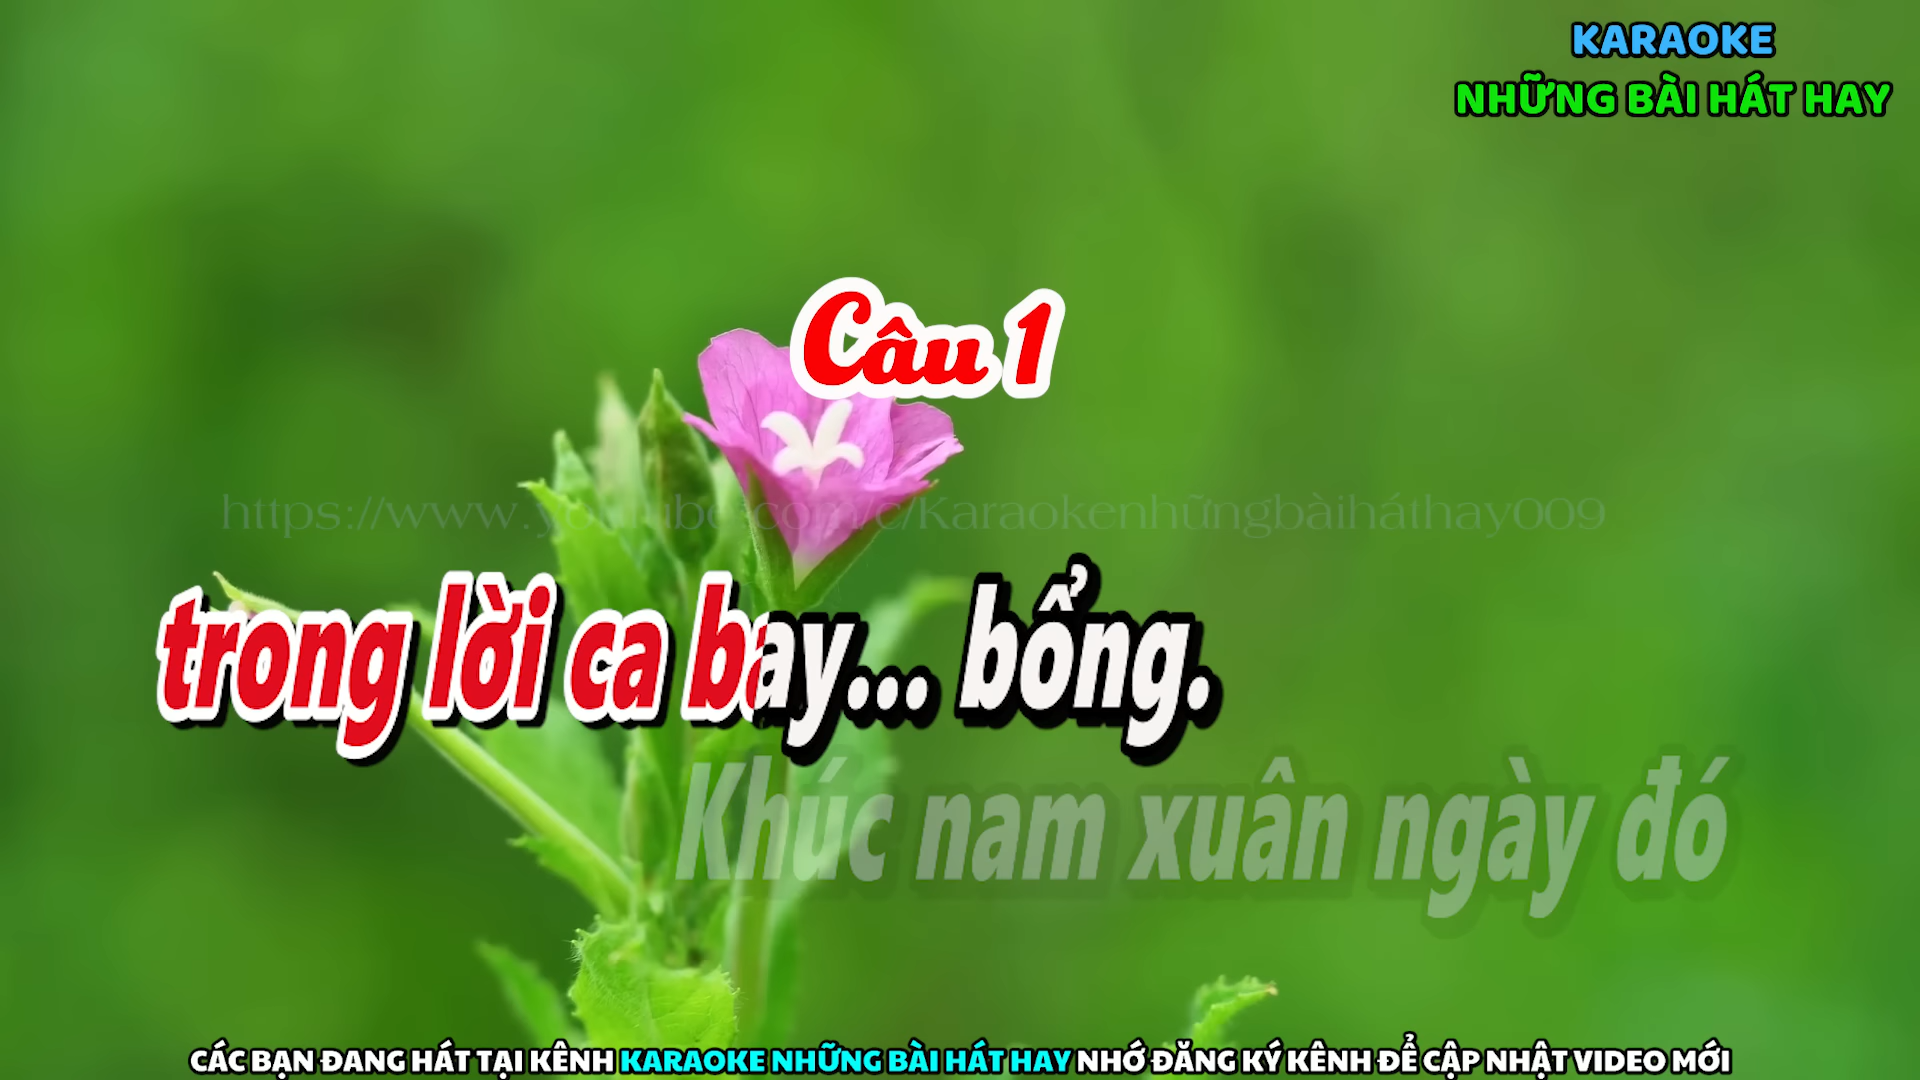 KARAOKE
NHỮNG BÀI HÁT HAY
Câu 1
https://www.youtube.com/c/Karaokenhữngbàiháthay009
trong lời ca bay... bổng.
Khúc nam xuân ngày đó
CÁC BẠN ĐANG HÁT TẠI KÊNH KARAOKE NHỮNG BÀI HÁT HAY NHỚ ĐĂNG KÝ KÊNH ĐỂ CẬP NHẬT VIDEO MỚI